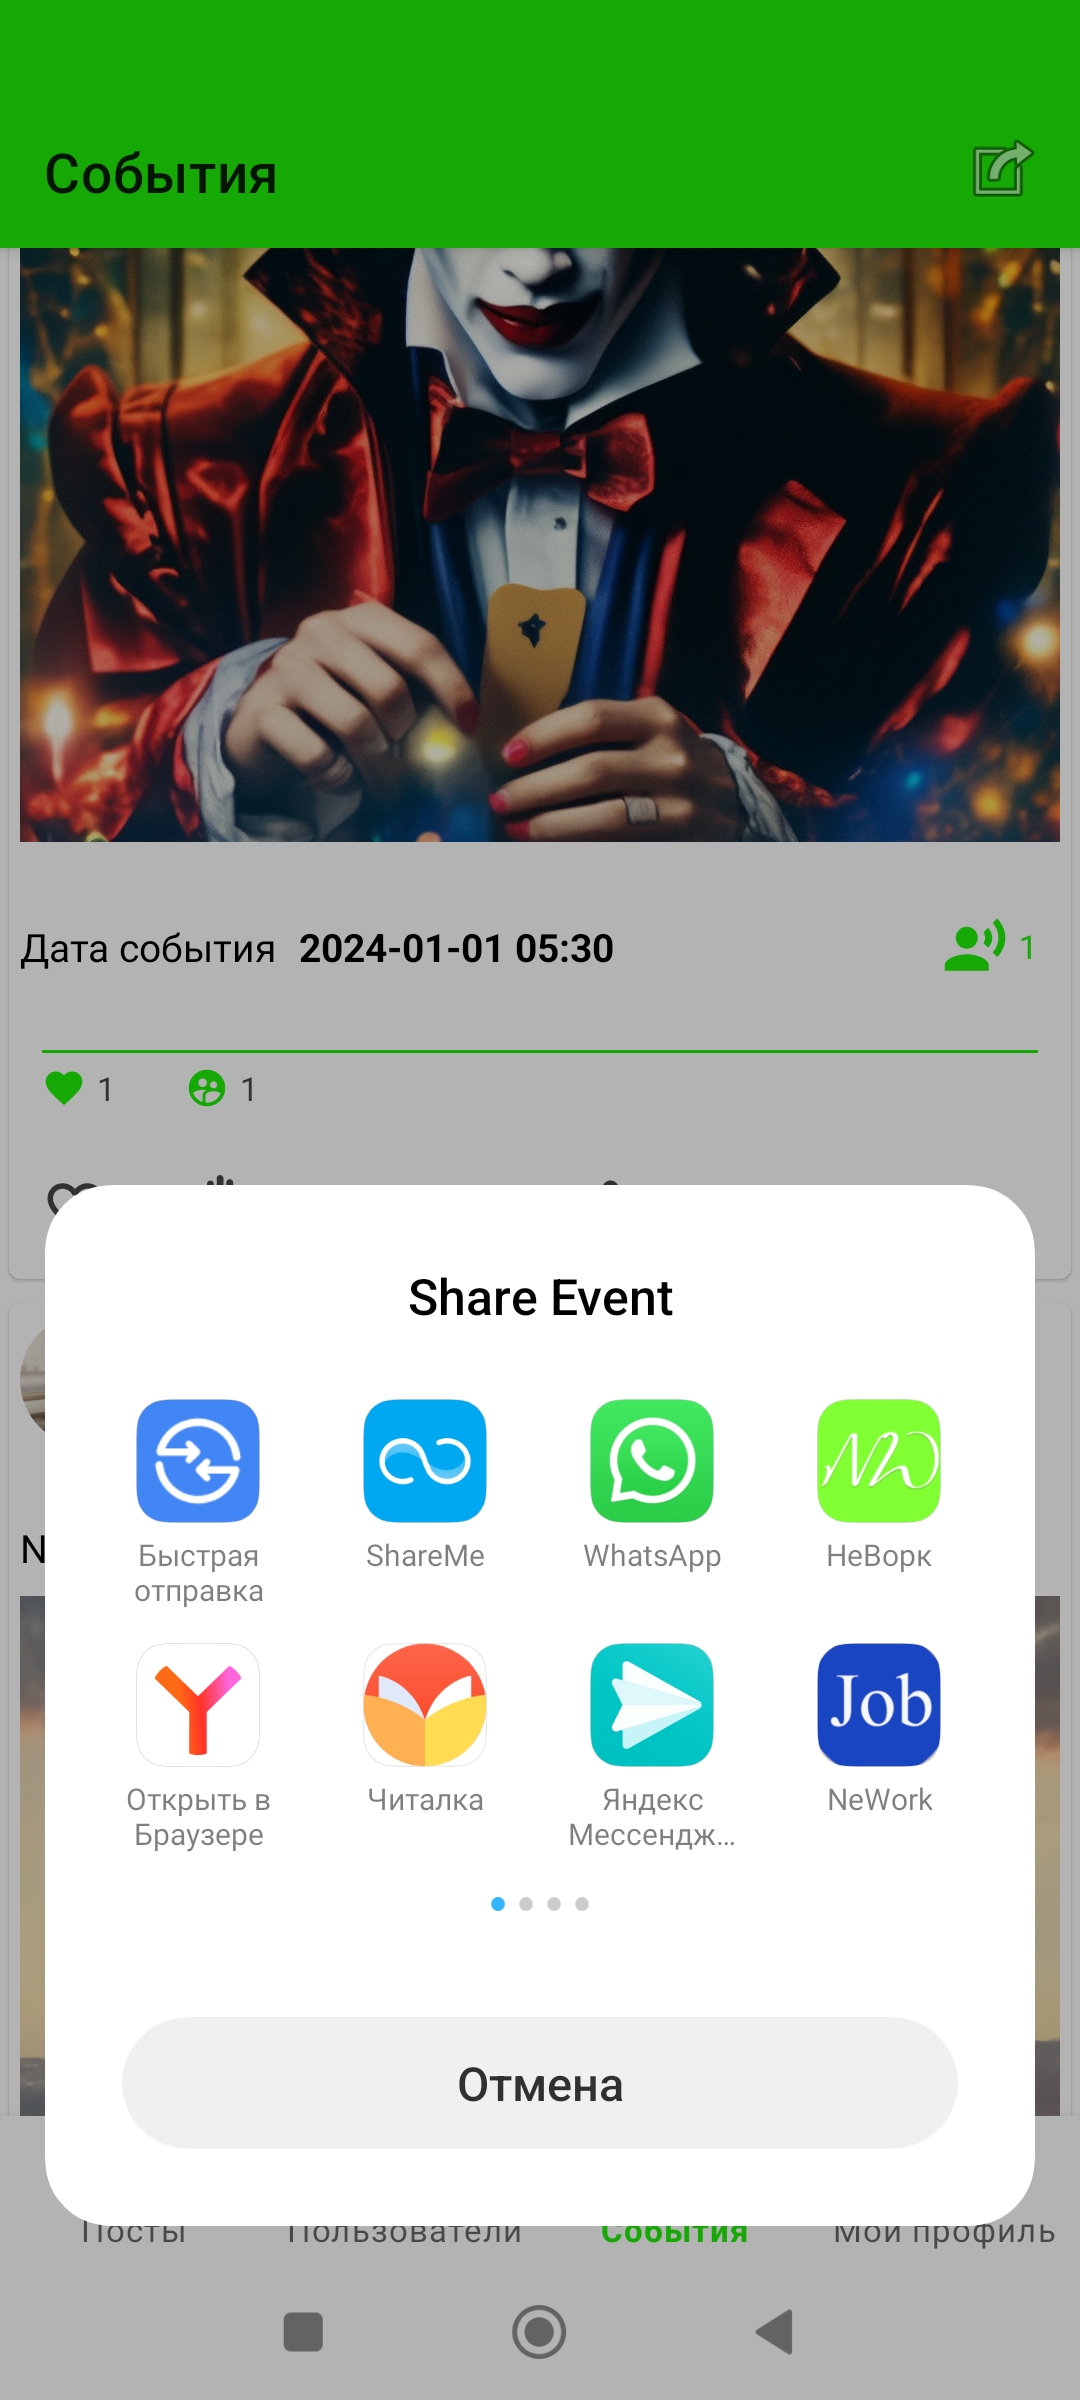 События
Дата события 2024-01-01 05:30
1
1 1
Share Event
Быстрая
отправка
ShareMe
WhatsApp
НеВорк
Job
Открыть в
Браузере
Читалка
Яндекс
Мессендж...
NeWork
Отмена
Посты Пользователи События Мой профиль